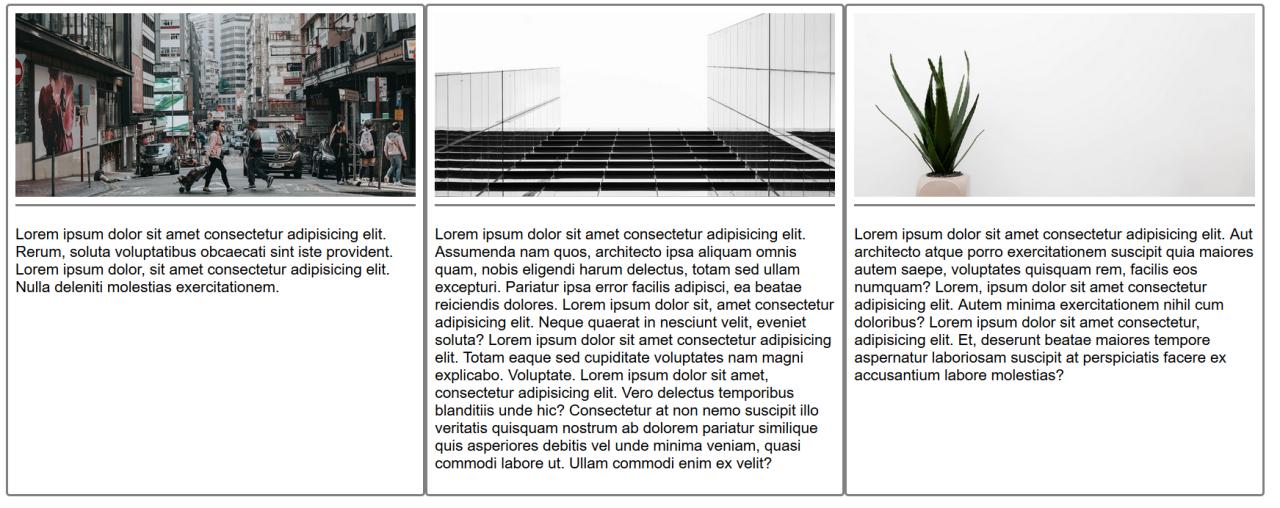 Lorem ipsum dolor sit amet consectetur adipisicing elit.
Rerum, soluta voluptatibus obcaecati sint iste provident.
Lorem ipsum dolor, sit amet consectetur adipisicing elit.
Nulla deleniti molestias exercitationem.
Lorem ipsum dolor sit amet consectetur adipisicing elit.
Assumenda nam quos, architecto ipsa aliquam omnis
quam, nobis eligendi harum delectus, totam sed ullam
excepturi. Pariatur ipsa error facilis adipisci, ea beatae
reiciendis dolores. Lorem ipsum dolor sit, amet consectetur
adipisicing elit. Neque quaerat in nesciunt velit, eveniet
soluta? Lorem ipsum dolor sit amet consectetur adipisicing
elit. Totam eaque sed cupiditate voluptates nam magni
explicabo. Voluptate. Lorem ipsum dolor sit amet,
consectetur adipisicing elit. Vero delectus temporibus
blanditiis unde hic? Consectetur at non nemo suscipit illo
veritatis quisquam nostrum ab dolorem pariatur similique
quis asperiores debitis vel unde minima veniam, quasi
commodi labore ut. Ullam commodi enim ex velit?
Lorem ipsum dolor sit amet consectetur adipisicing elit. Aut
architecto atque porro exercitationem suscipit quia maiores
autem saepe, voluptates quisquam rem, facilis eos
numquam? Lorem, ipsum dolor sit amet consectetur
adipisicing elit. Autem minima exercitationem nihil cum
doloribus? Lorem ipsum dolor sit amet consectetur,
adipisicing elit. Et, deserunt beatae maiores tempore
aspernatur laboriosam suscipit at perspiciatis facere ex
accusantium labore molestias?